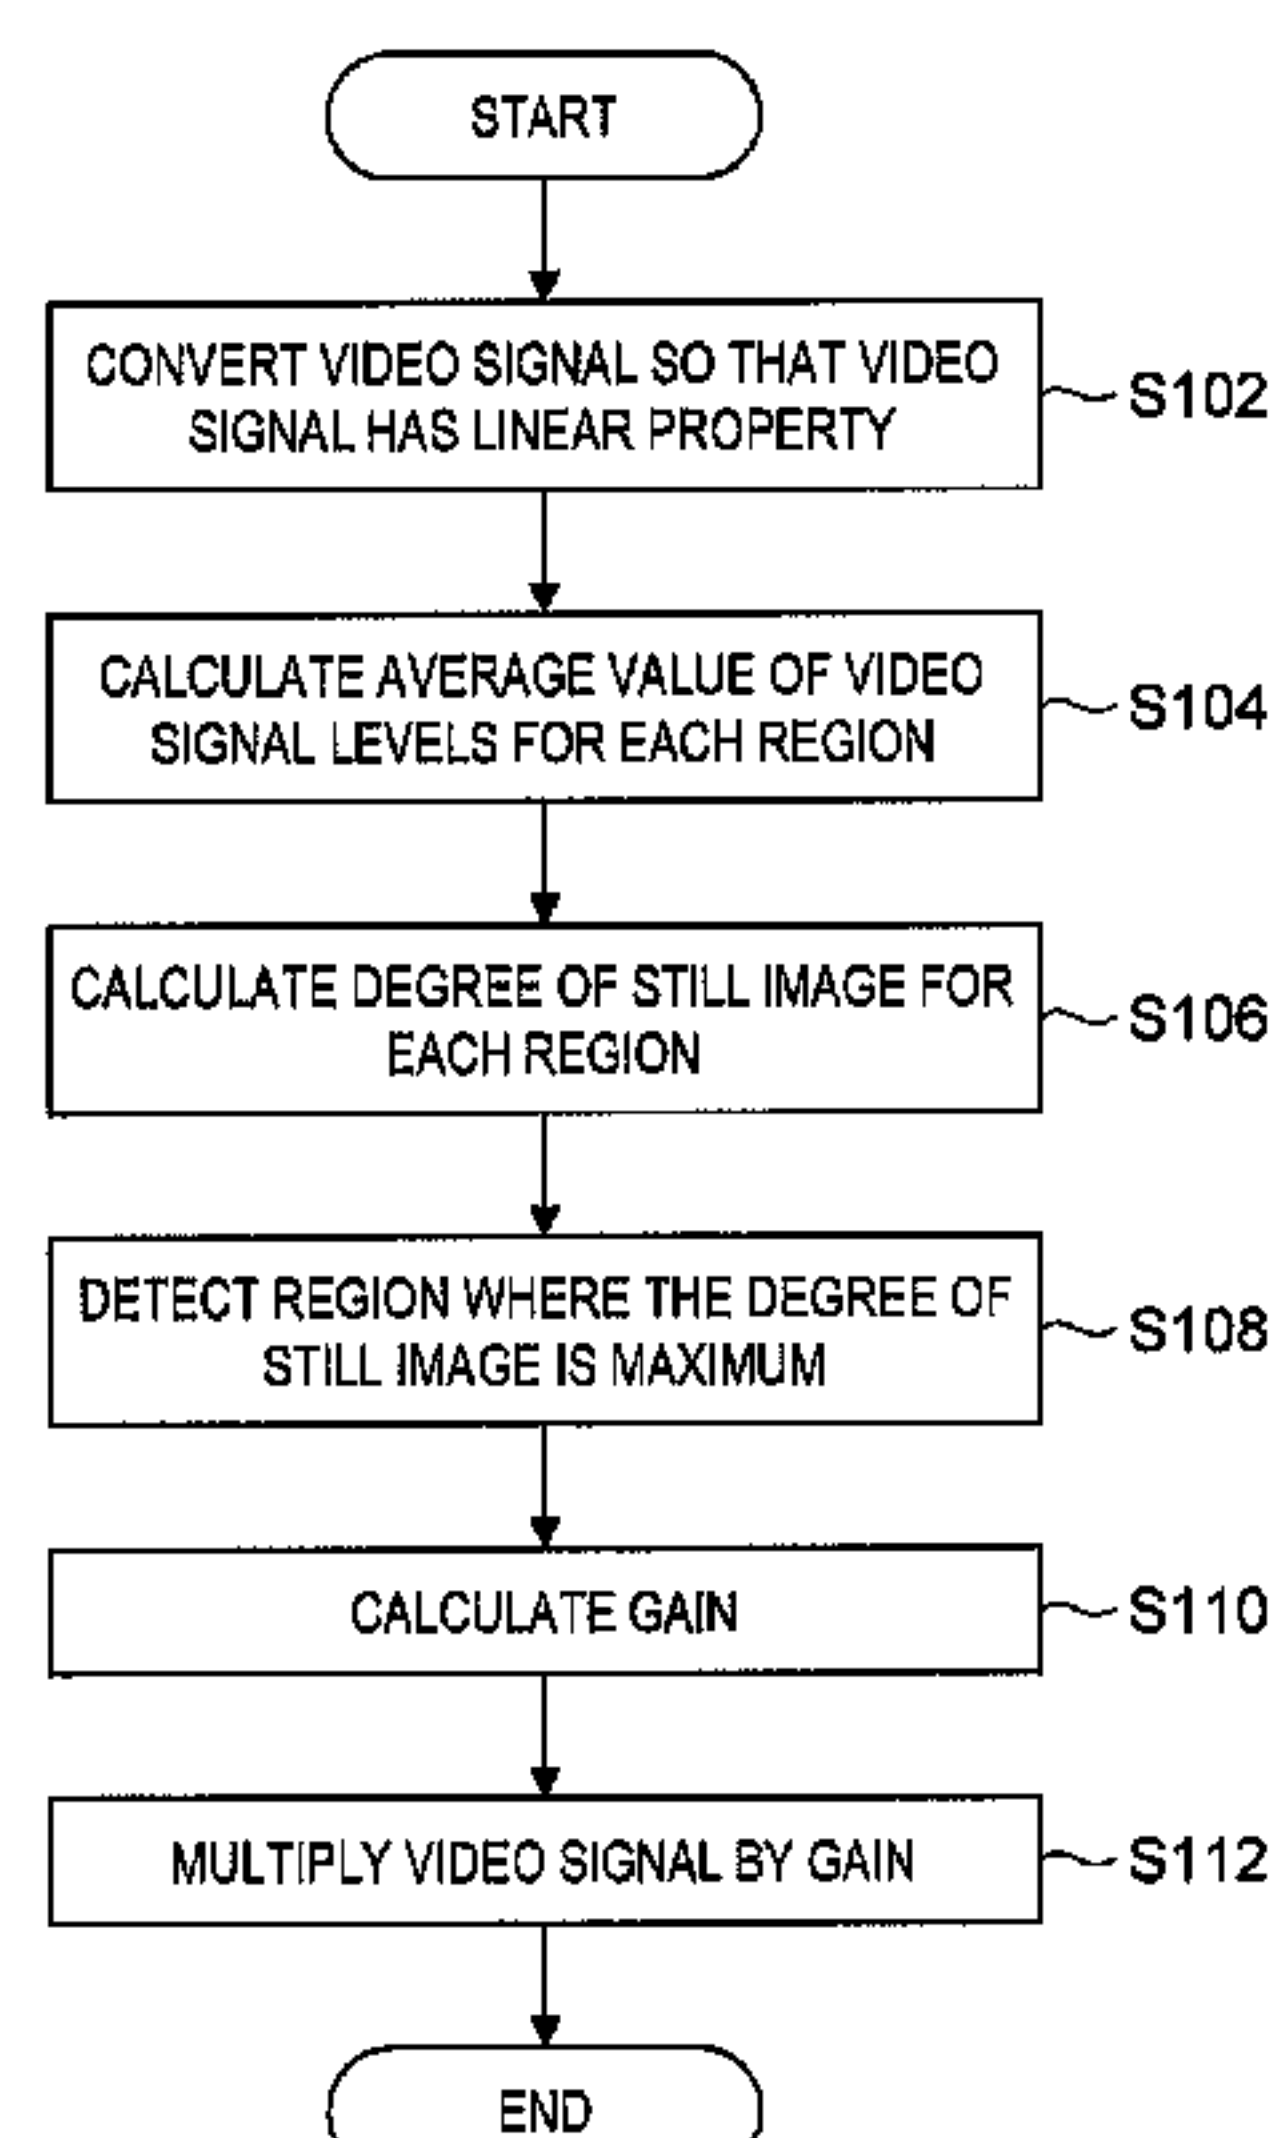 START
CONVERT VIDEO SIGNAL SO THAT VIDEO
SIGNAL HAS LINEAR PROPERTY
S102
CALCULATE AVERAGE VALUE OF VIDEO
SIGNAL LEVELS FOR EACH REGION
S104
CALCULATE DEGREE OF STILL IMAGE FOR
EACH REGION
S106
DETECT REGION WHERE THE DEGREE OF
STILL IMAGE IS MAXIMUM
S108
CALCULATE GAIN
S110
MULTIPLY VIDEO SIGNAL BY GAIN
S112
END